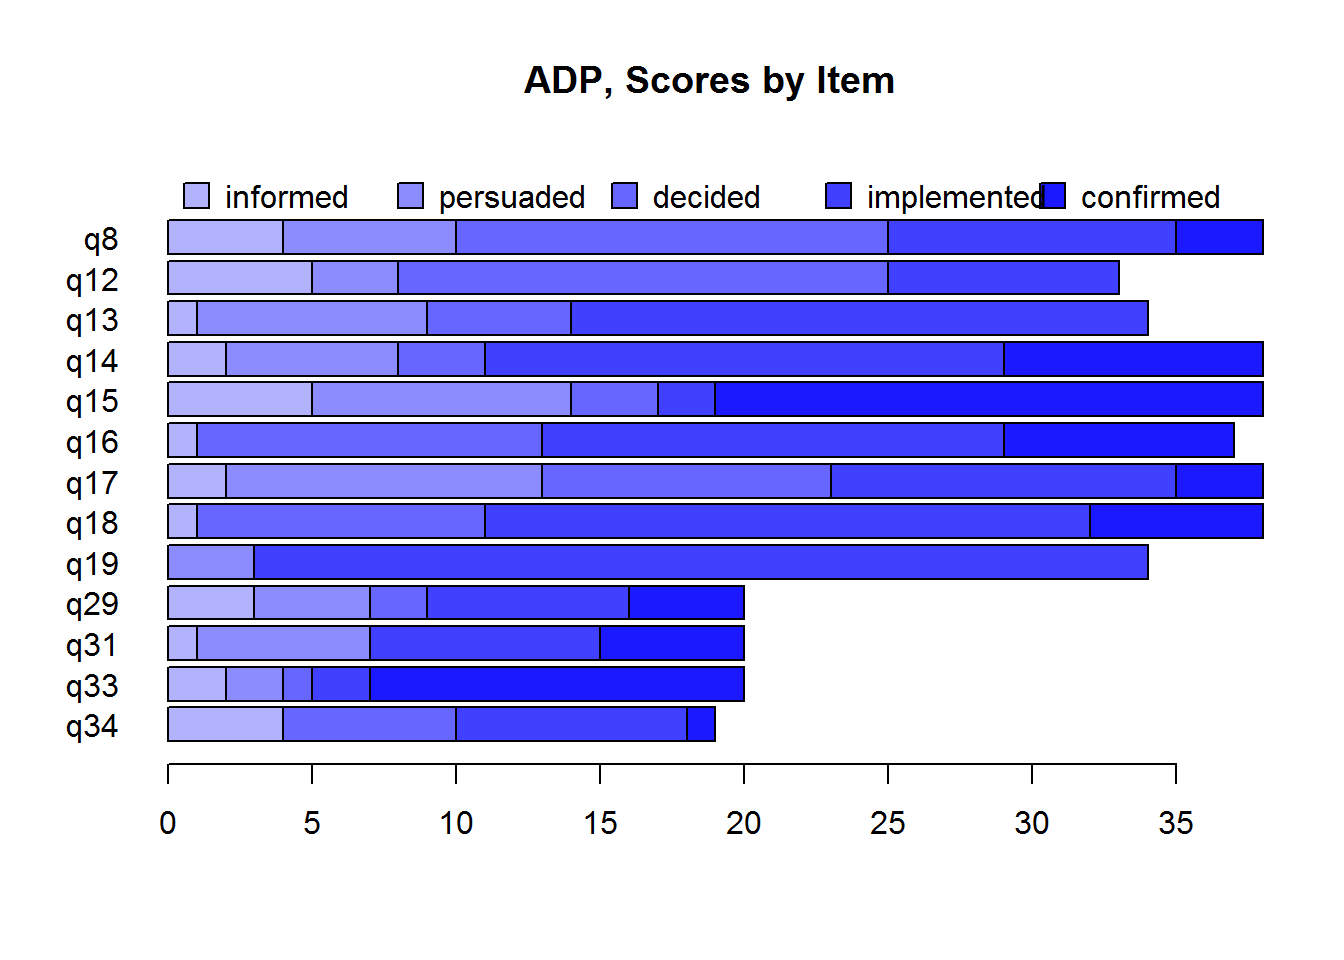 ADP, Scores by Item
informed persuaded decided implemented confirmed
q8
q12
q13
q14
q15
q16
q17
q18
q19
q29
q31
q33
q34
0 5 10 15 20 25 30 35